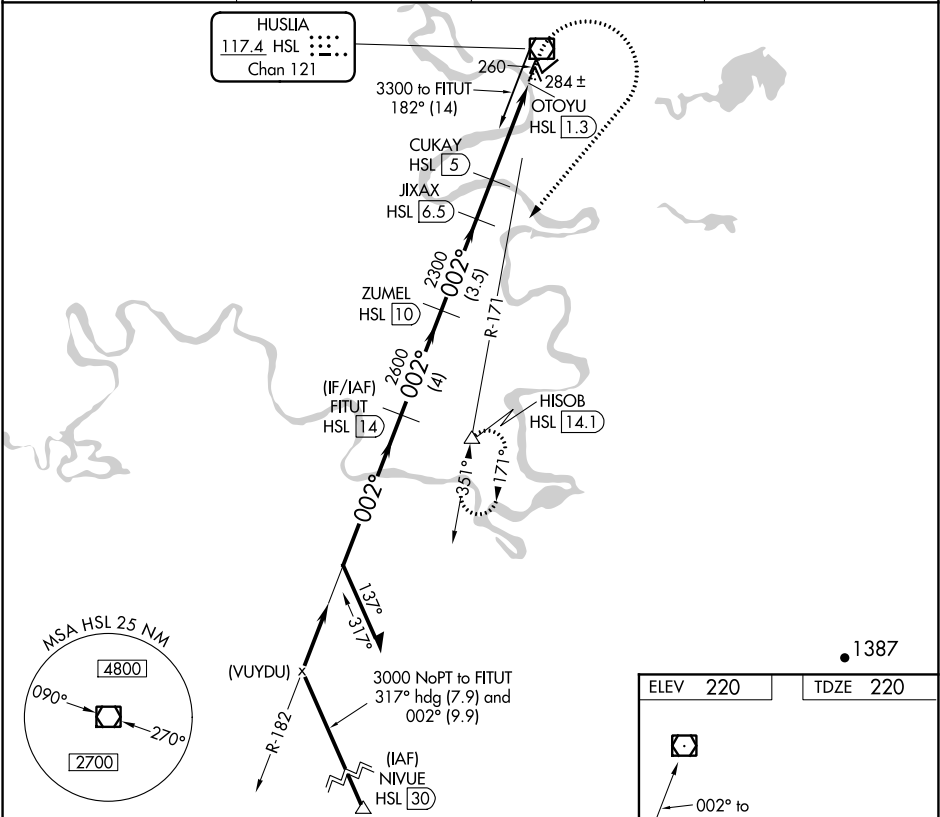 HUSLIA
117.4 HSL
Chan 121
260
284 ±
3300 to FITUT
182° (14)
OTOYU
HSL 1.3
CUKAY
HSL 5
JIXAX
HSL 6.5
2300
002°
(3.5)
R-171
ZUMEL
HSL 10
2600
002°
(4)
(IF/IAF)
FITUT
HSL 14
HISOB
HSL 14.1
351°
171°
002°
137°
317°
MSA HSL 25 NM
4800
090°
270°
2700
(VUYDU)
3000 NoPT to FITUT
317° hdg (7.9) and
002° (9.9)
R-182
(IAF)
NIVUE
HSL 30
1387
ELEV 220
TDZE 220
002° to